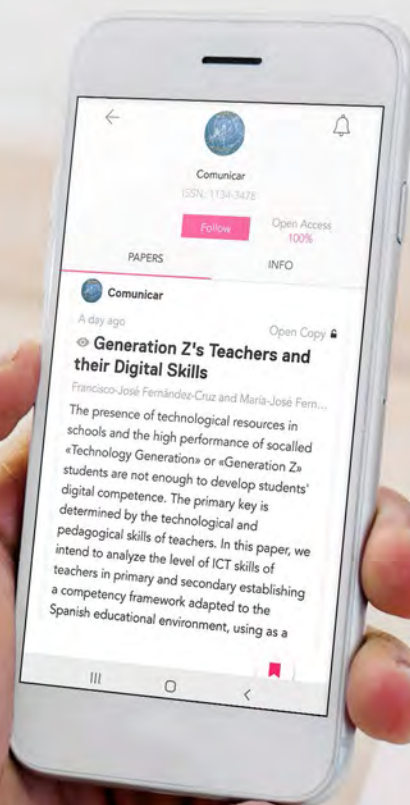 Comunicar
ISSN: 1134-3478
Follow
Open Access
100%
PAPERS
INFO
Comunicar
A day ago
Open Copy
Generation Z's Teachers and
their Digital Skills
Francisco-José Fernández-Cruz and María-José Fern...
The presence of technological resources in
schools and the high performance of socalled
«Technology Generation» or «Generation Z»
students are not enough to develop students'
digital competence. The primary key is
determined by the technological and
pedagogical skills of teachers. In this paper, we
intend to analyze the level of ICT skills of
teachers in primary and secondary establishing
a competency framework adapted to the
Spanish educational environment, using as a